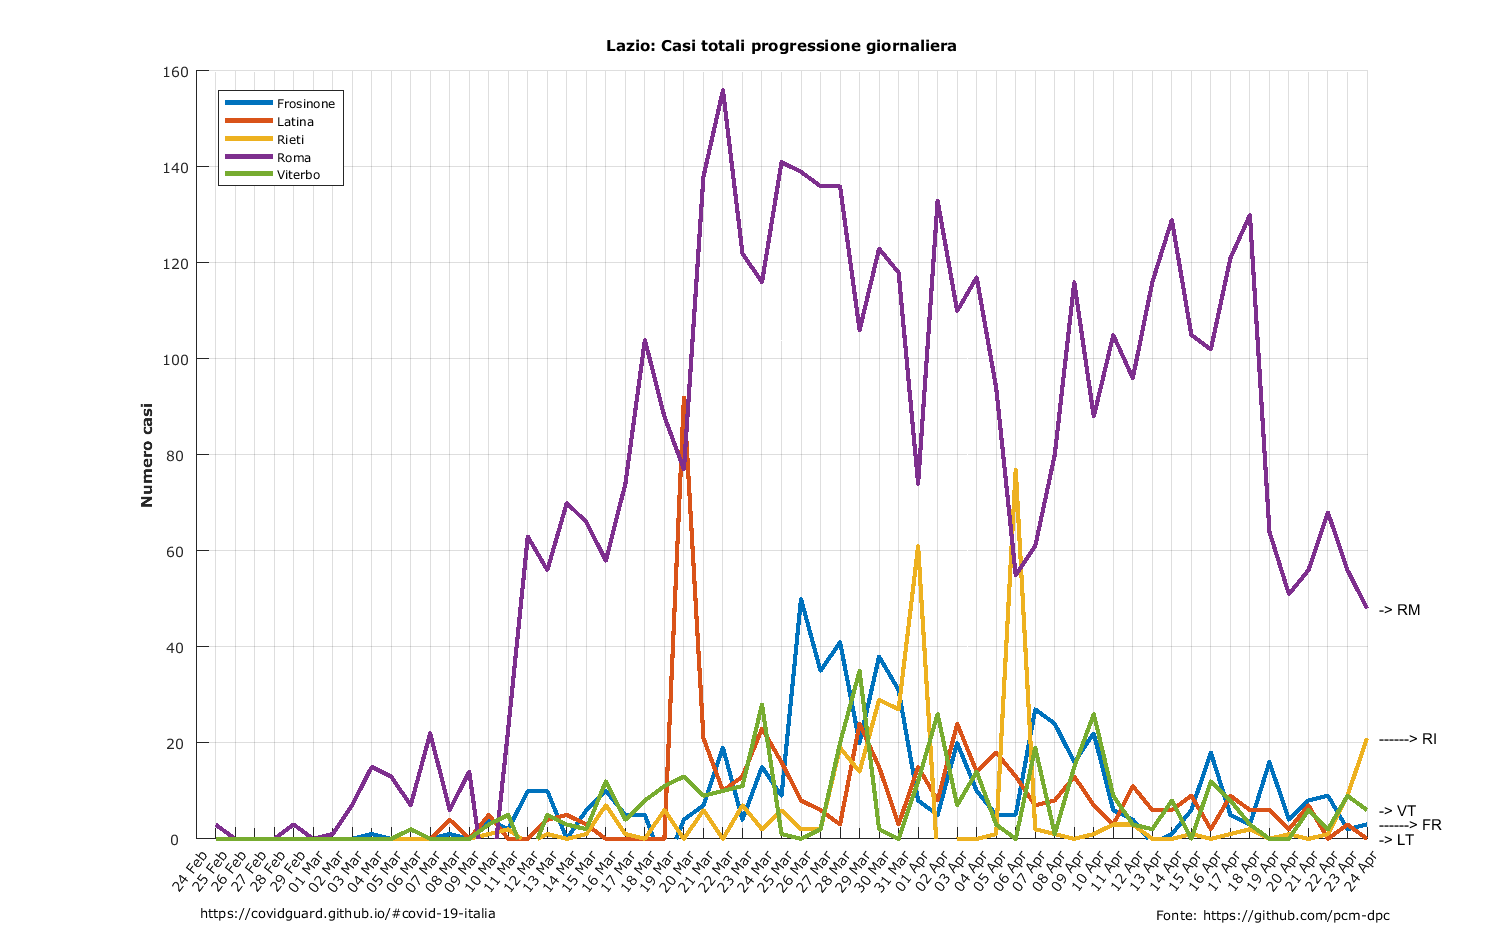 Lazio: Casi totali progressione giornaliera
160
140
120
100
80
60
40
20
0
Numero casi
Frosinone
Latina
Rieti
Roma
Viterbo
-> RM
------> RI
-> VT
------> FR
-> LT
24 Feb
25 Feb
26 Feb
27 Feb
28 Feb
29 Feb
01 Mar
02 Mar
03 Mar
04 Mar
05 Mar
06 Mar
07 Mar
08 Mar
09 Mar
10 Mar
11 Mar
12 Mar
13 Mar
14 Mar
15 Mar
16 Mar
17 Mar
18 Mar
19 Mar
20 Mar
21 Mar
22 Mar
23 Mar
24 Mar
25 Mar
26 Mar
27 Mar
28 Mar
29 Mar
30 Mar
31 Mar
01 Apr
02 Apr
03 Apr
04 Apr
05 Apr
06 Apr
07 Apr
08 Apr
09 Apr
10 Apr
11 Apr
12 Apr
13 Apr
14 Apr
15 Apr
16 Apr
17 Apr
18 Apr
19 Apr
20 Apr
21 Apr
22 Apr
23 Apr
24 Apr
https://covidguard.github.io/#covid-19-italia
Fonte: https://github.com/pcm-dpc